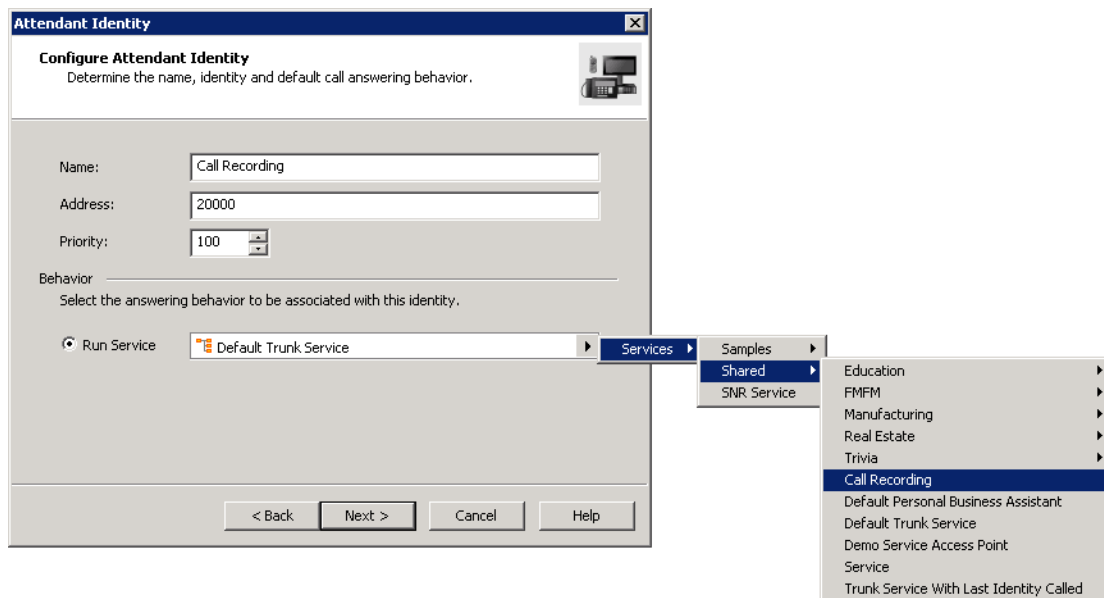 Attendant Identity
Configure Attendant Identity
Determine the name, identity and default call answering behavior.
Name:
Call Recording
Address:
20000
Priority:
100
Behavior
Select the answering behavior to be associated with this identity.
Run Service
Default Trunk Service
Services
Samples
Shared
SNR Service
Education
FMFM
Manufacturing
Real Estate
Trivia
Call Recording
Default Personal Business Assistant
Default Trunk Service
Demo Service Access Point
Service
Trunk Service With Last Identity Called
< Back
Next >
Cancel
Help